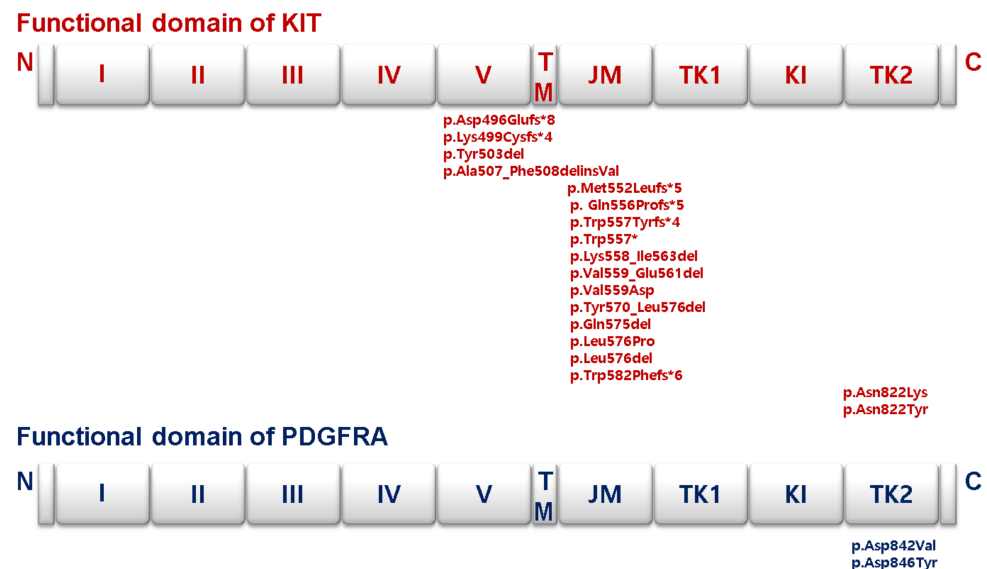 Functional domain of KIT
N I II III IV V TM JM TK1 KI TK2 C
p.Asp496Glufs*8
p.Lys499Cysfs*4
p.Tyr503del
p.Ala507_Phe508delinsVal
p.Met552Leufs*5
p. Gln556Profs*5
p.Trp557Tyrfs*4
p.Trp557*
p.Lys558_Ile563del
p.Val559_Glu561del
p.Val559Asp
p.Tyr570_Leu576del
p.Gln575del
p.Leu576Pro
p.Leu576del
p.Trp582Phefs*6
p.Asn822Lys
p.Asn822Tyr
Functional domain of PDGFRA
N I II III IV V TM JM TK1 KI TK2 C
p.Asp842Val
p.Asp846Tyr